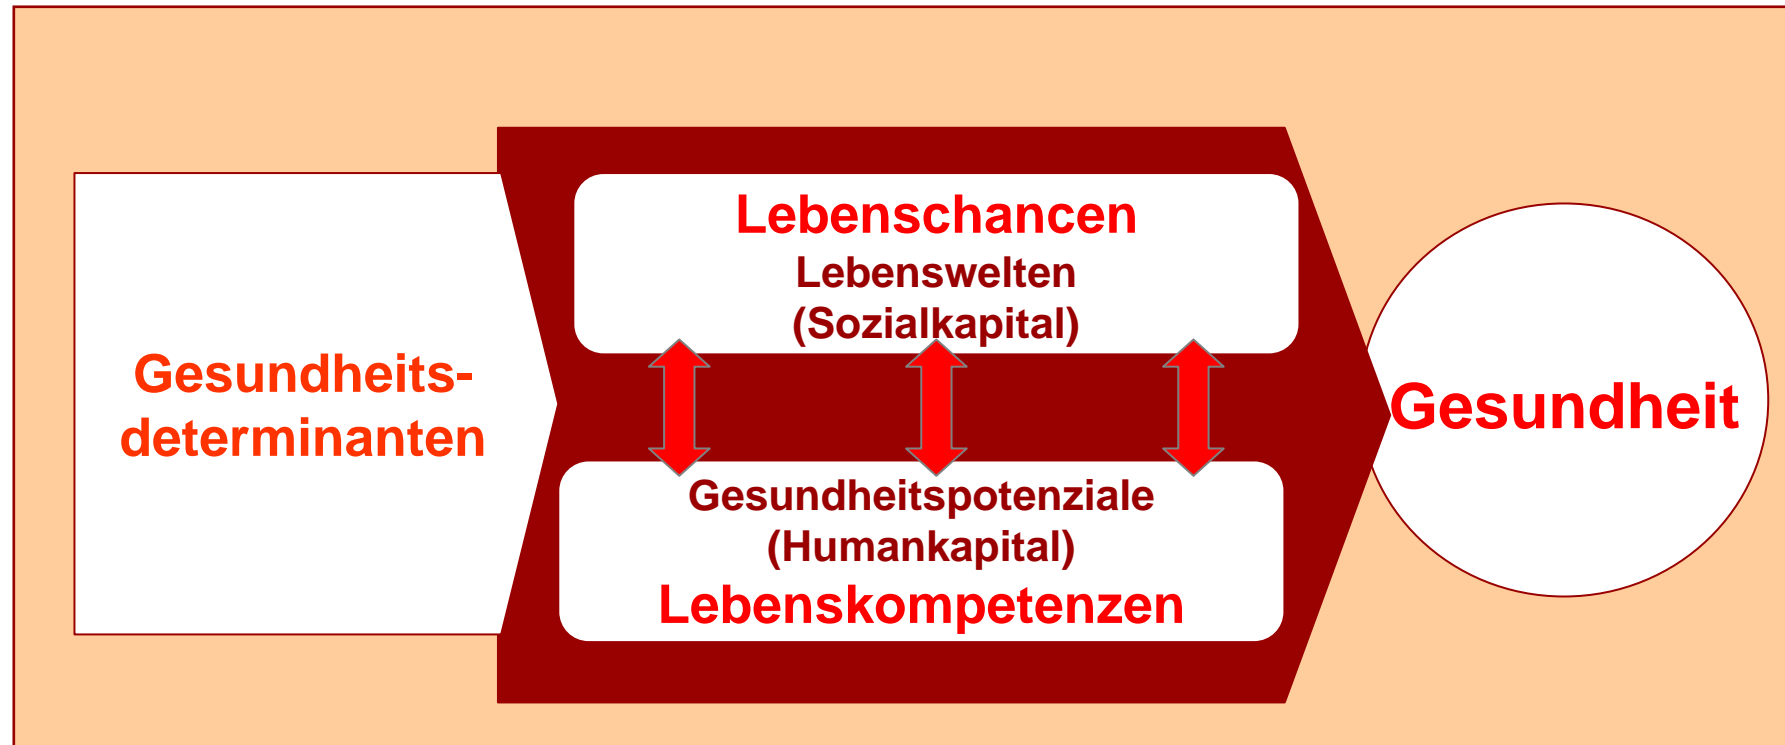 Gesundheits-
determinanten
Lebenschancen
Lebenswelten
(Sozialkapital)
Gesundheitspotenziale
(Humankapital)
Lebenskompetenzen
Gesundheit